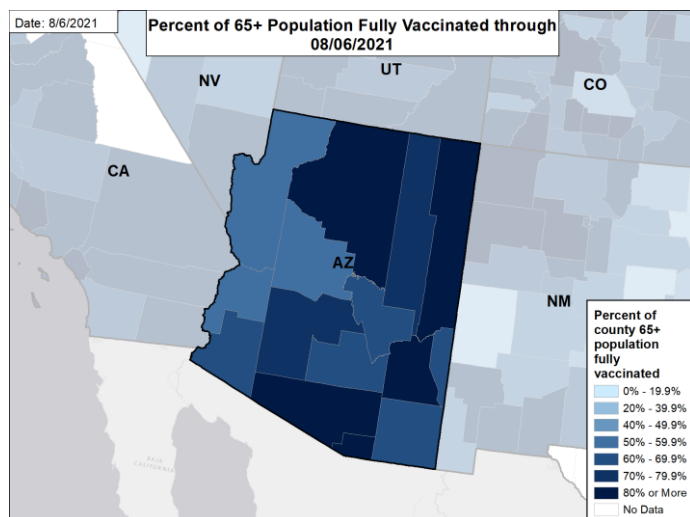 Date: 8/6/2021
Percent of 65+ Population Fully Vaccinated through
08/06/2021
NV
UT
CO
CA
AZ
NM
BAJA
CALIFORNIA
Percent of
county 65+
population
fully
vaccinated
0% - 19.9%
20% - 39.9%
40% - 49.9%
50% - 59.9%
60% - 69.9%
70% - 79.9%
80% or More
No Data